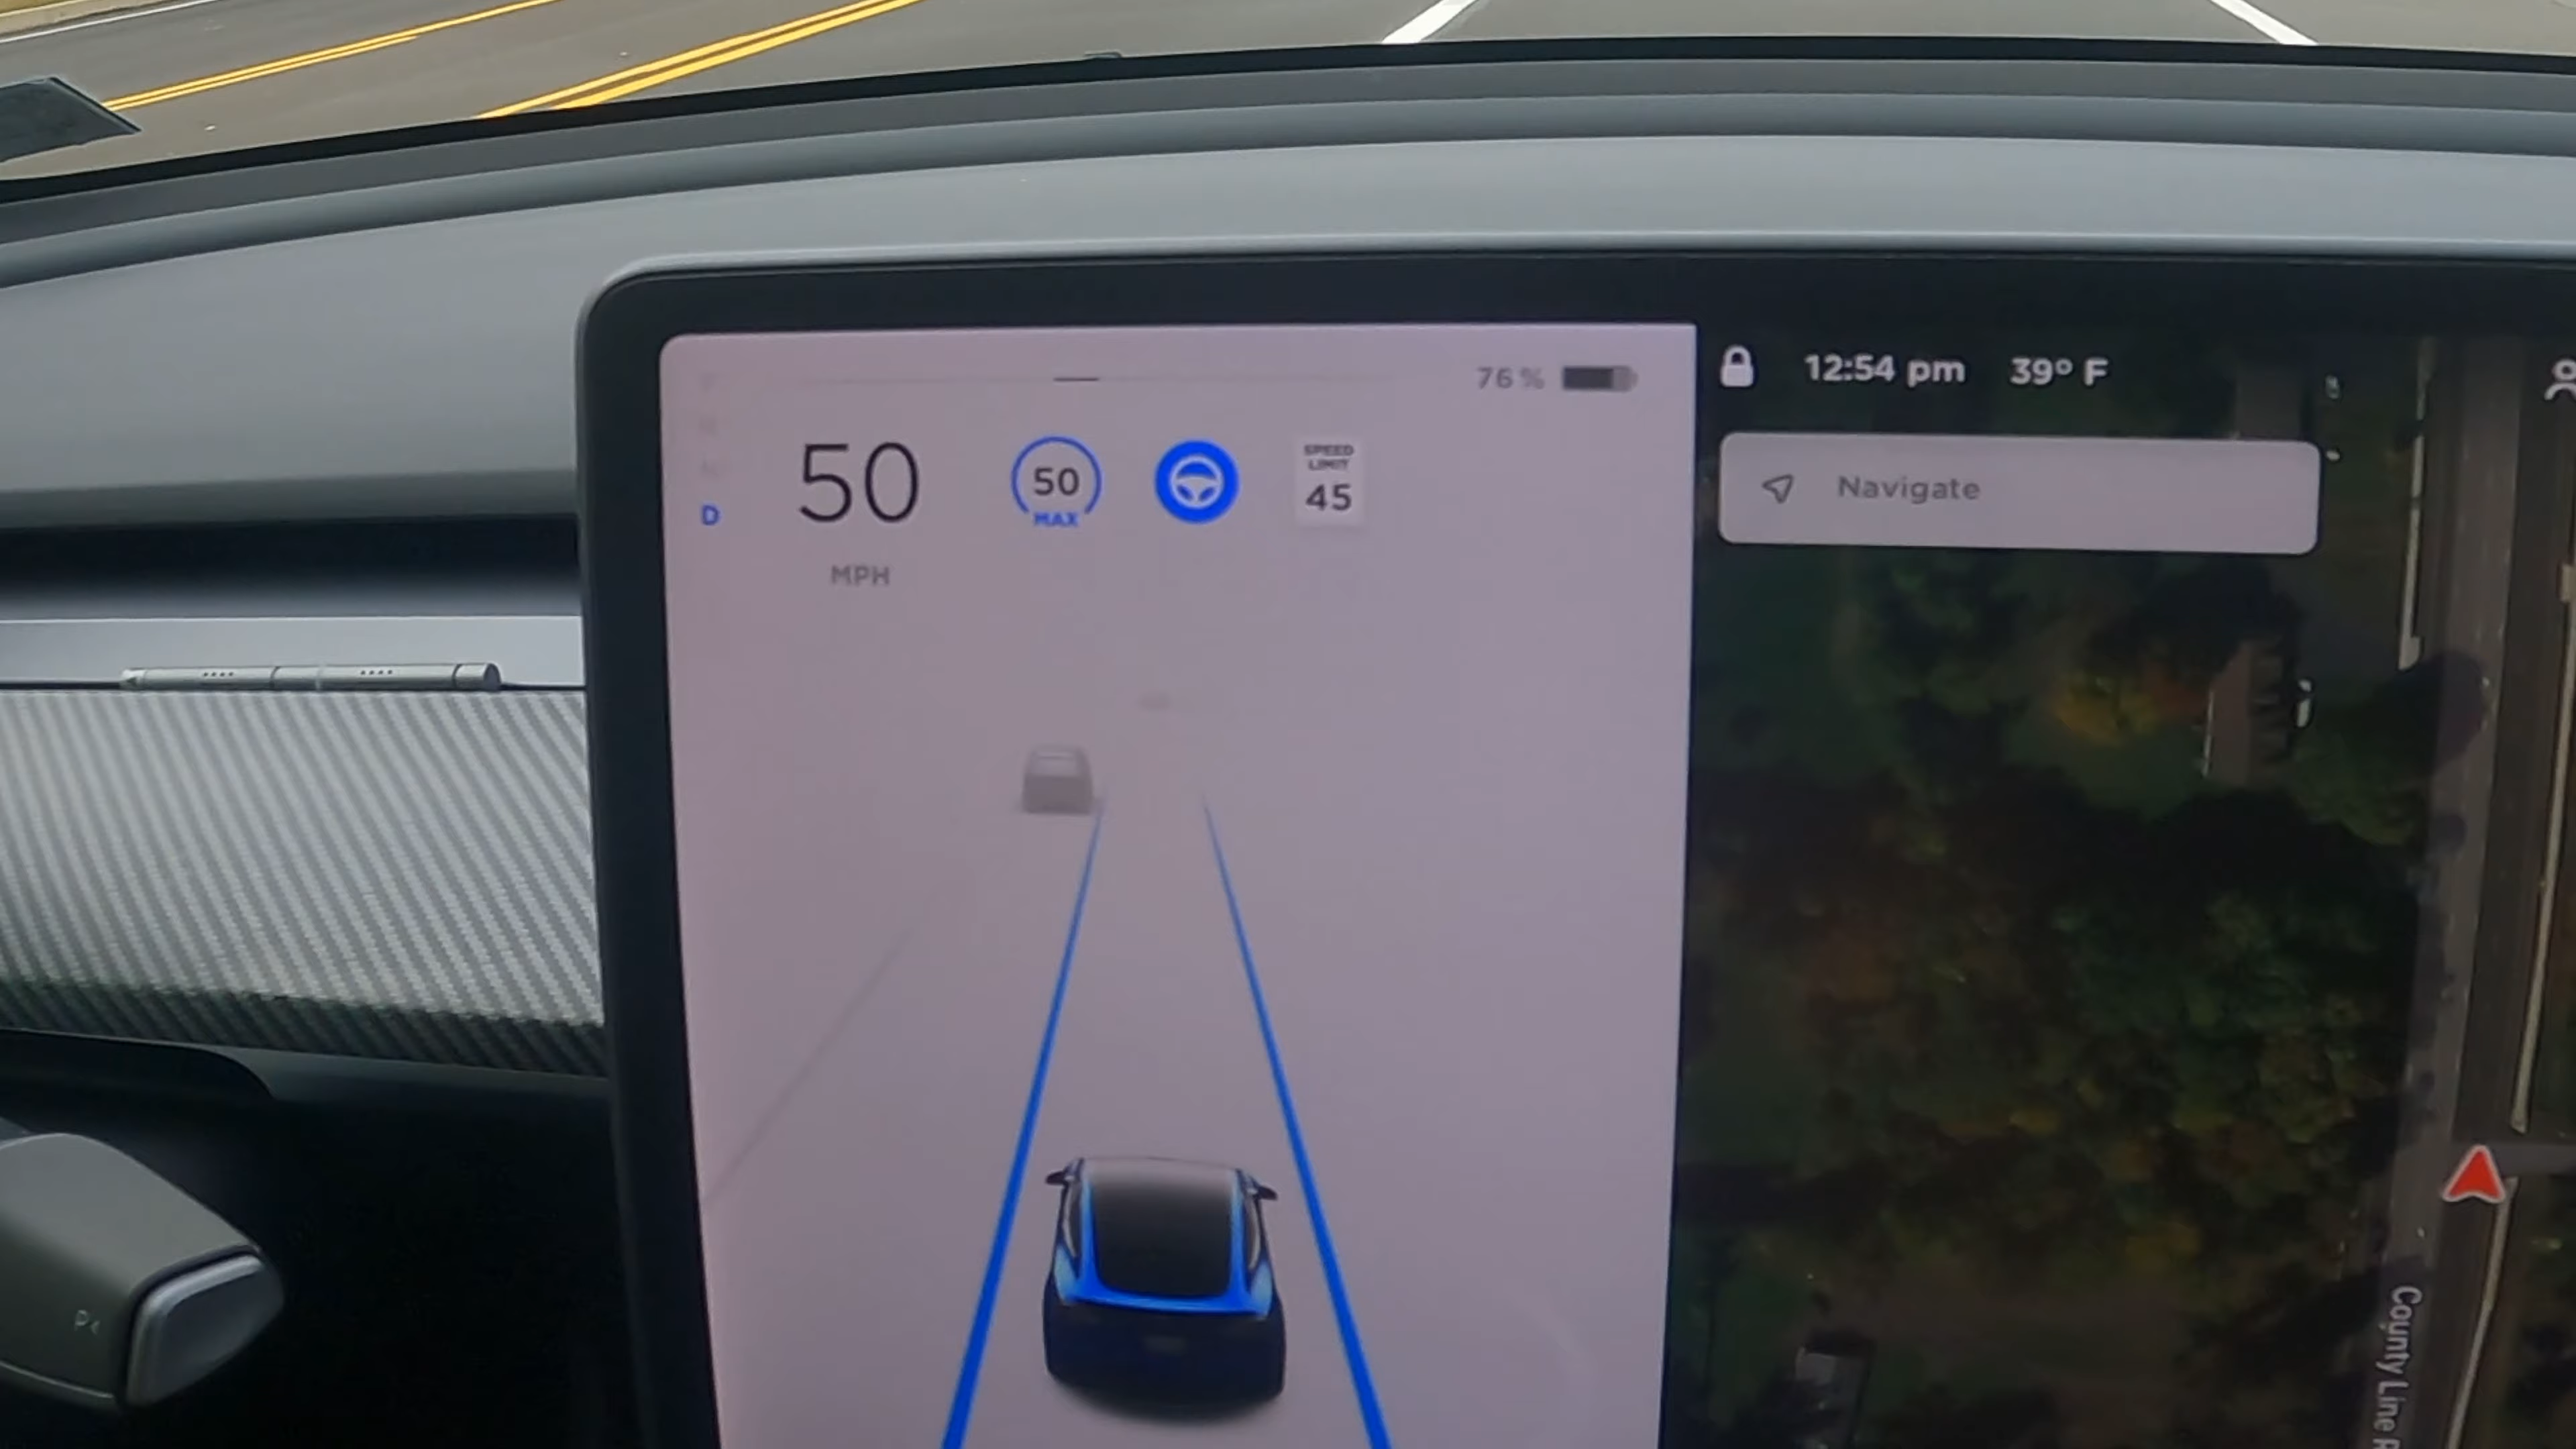 76 %
12:54 pm 39° F
50
MPH
50
MAX
SPEED
LIMIT
45
D
Navigate
P
County Line R